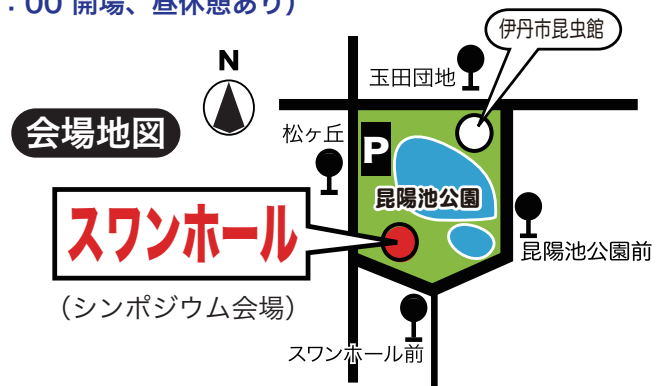 :00 開場、昼休憩あり）
伊丹市昆虫館
N
玉田団地
会場地図
松ヶ丘
P
昆陽池公園
スワンホール
昆陽池公園前
（シンポジウム会場）
スワンホール前